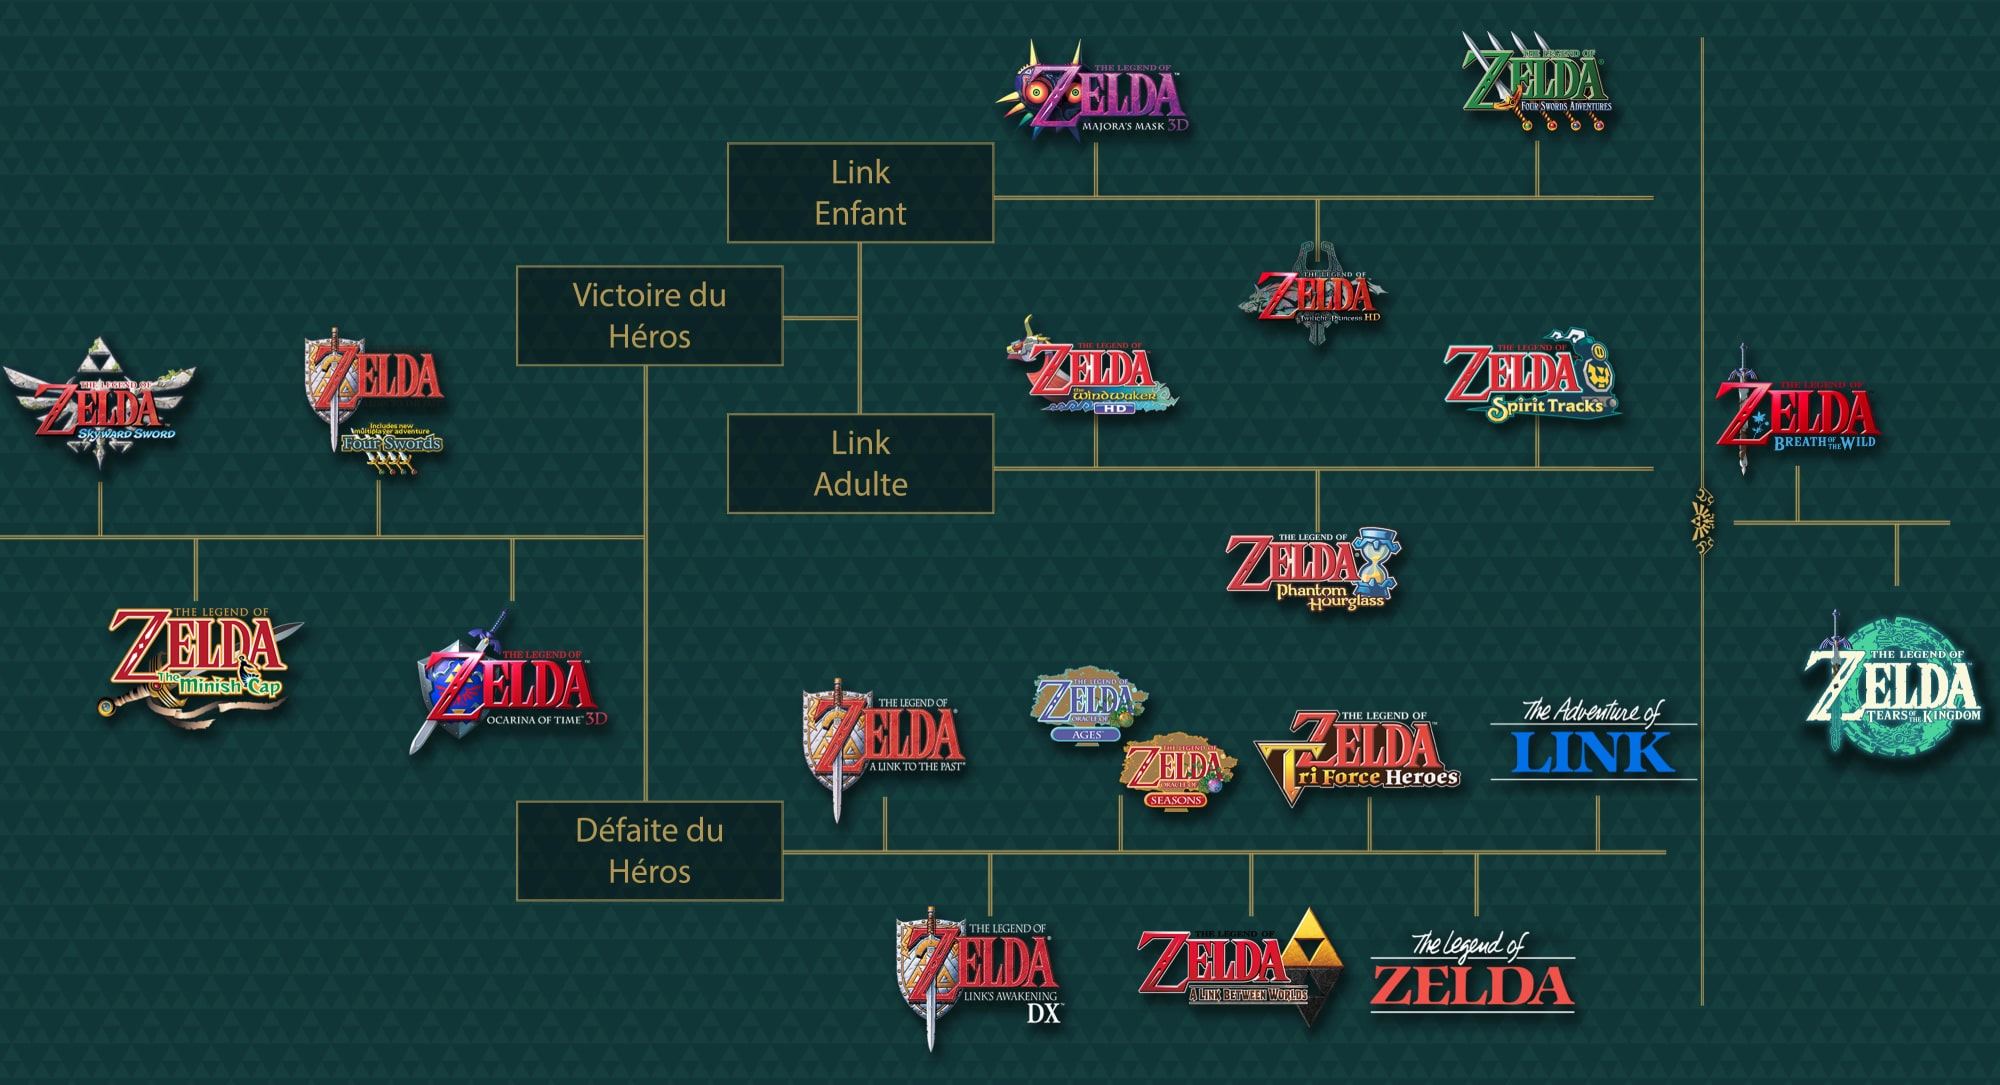 THE LEGEND OF
ZELDA
MAJORA'S MASK 3D
THE LEGEND OF
ZELDA
FOUR SWORDS ADVENTURES
Link
Enfant
THE LEGEND OF
ZELDA
Twilight Princess HD
Victoire du
Héros
THE LEGEND OF
ZELDA
SKYWARD SWORD
ZELDA
Includes new
multiplayer adventure
Four Swords
THE LEGEND OF
ZELDA
the WindWaker
HD
THE LEGEND OF
ZELDA
Spirit Tracks
THE LEGEND OF
ZELDA
BREATH OF THE WILD
Link
Adulte
THE LEGEND OF
ZELDA
Phantom
Hourglass
THE LEGEND OF
ZELDA
The Minish Cap
THE LEGEND OF
ZELDA
OCARINA OF TIME 3D
THE LEGEND OF
ZELDA
A LINK TO THE PAST
THE LEGEND OF
ZELDA
ORACLE OF
AGES
THE LEGEND OF
ZELDA
ORACLE OF
SEASONS
THE LEGEND OF
ZELDA
Tri Force Heroes
The Adventure of
LINK
THE LEGEND OF
ZELDA
TEARS OF THE KINGDOM
Défaite du
Héros
THE LEGEND OF
ZELDA
LINK'S AWAKENING
DX
THE LEGEND OF
ZELDA
A LINK BETWEEN WORLDS
The Legend of
ZELDA